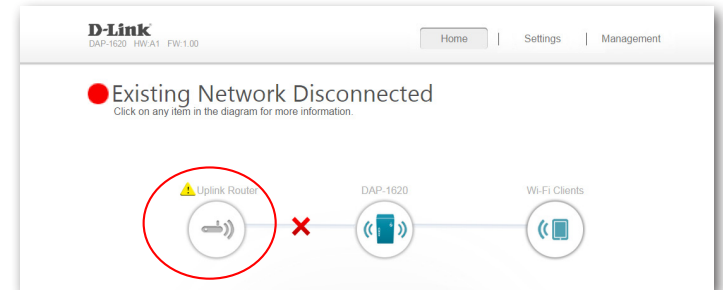 D-Link
DAP-1620 HW:A1 FW:1.00
Home | Settings | Management
Existing Network Disconnected
Click on any item in the diagram for more information.
Uplink Router DAP-1620 Wi-Fi Clients